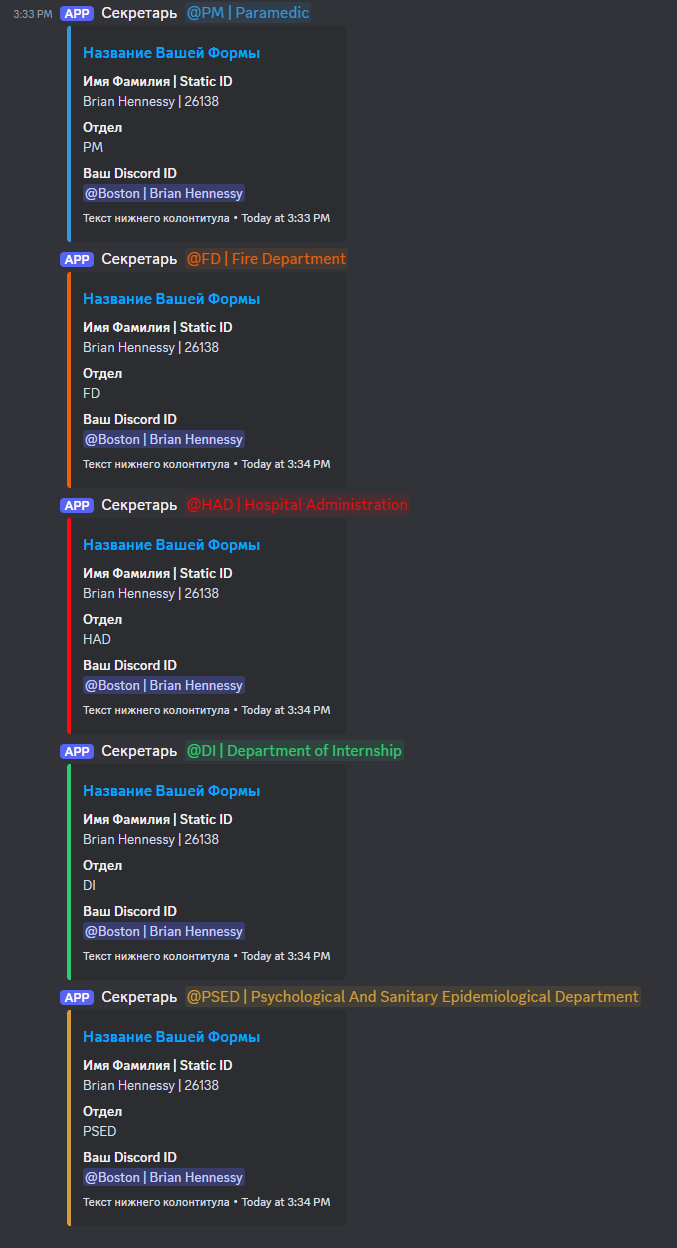 3:33 PM APP Секретарь @PM | Paramedic
Название Вашей Формы
Имя Фамилия | Static ID
Brian Hennessy | 26138
Отдел
PM
Ваш Discord ID
@Boston | Brian Hennessy
Текст нижнего колонтитула • Today at 3:33 PM
APP Секретарь @FD | Fire Department
Название Вашей Формы
Имя Фамилия | Static ID
Brian Hennessy | 26138
Отдел
FD
Ваш Discord ID
@Boston | Brian Hennessy
Текст нижнего колонтитула • Today at 3:34 PM
APP Секретарь @HAD | Hospital Administration
Название Вашей Формы
Имя Фамилия | Static ID
Brian Hennessy | 26138
Отдел
HAD
Ваш Discord ID
@Boston | Brian Hennessy
Текст нижнего колонтитула • Today at 3:34 PM
APP Секретарь @DI | Department of Internship
Название Вашей Формы
Имя Фамилия | Static ID
Brian Hennessy | 26138
Отдел
DI
Ваш Discord ID
@Boston | Brian Hennessy
Текст нижнего колонтитула • Today at 3:34 PM
APP Секретарь @PSED | Psychological And Sanitary Epidemiological Department
Название Вашей Формы
Имя Фамилия | Static ID
Brian Hennessy | 26138
Отдел
PSED
Ваш Discord ID
@Boston | Brian Hennessy
Текст нижнего колонтитула • Today at 3:34 PM